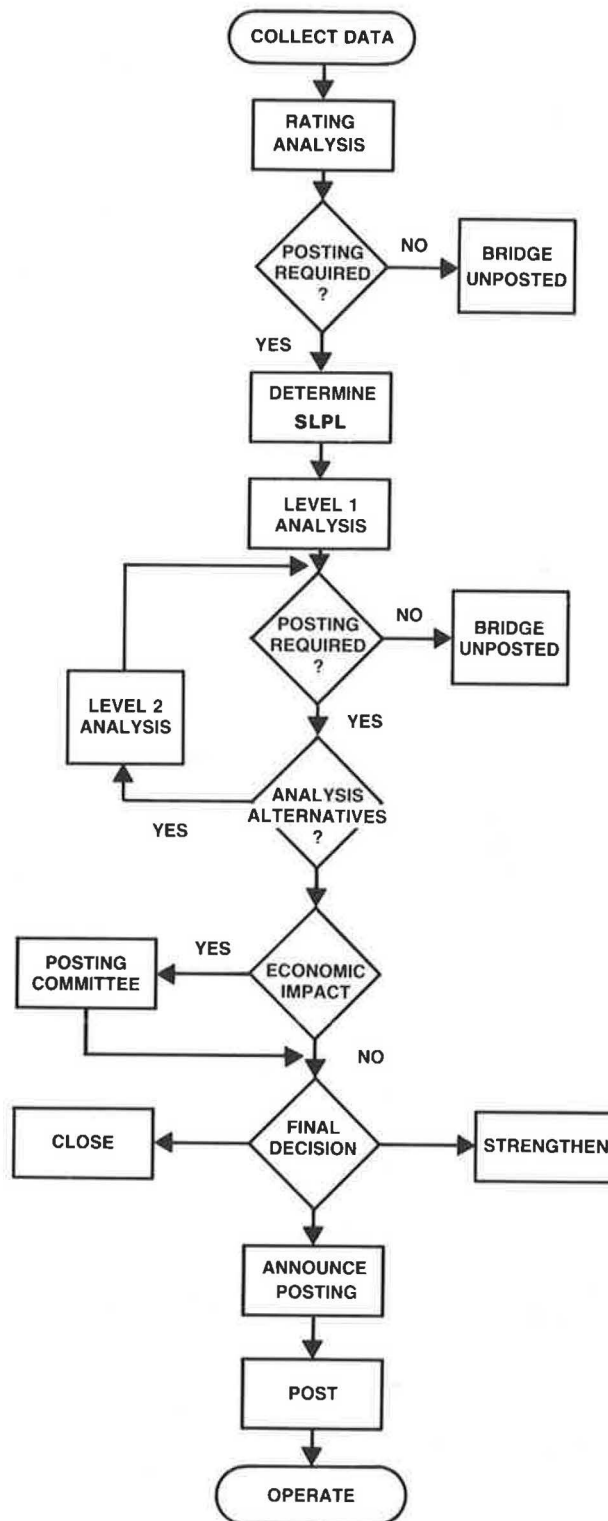 COLLECT DATA
RATING
ANALYSIS
POSTING
REQUIRED
?
NO
BRIDGE
UNPOSTED
YES
DETERMINE
SLPL
LEVEL 1
ANALYSIS
POSTING
REQUIRED
?
NO
BRIDGE
UNPOSTED
LEVEL 2
ANALYSIS
YES
ANALYSIS
ALTERNATIVES
?
YES
ECONOMIC
IMPACT
YES
POSTING
COMMITTEE
NO
FINAL
DECISION
CLOSE
STRENGTHEN
ANNOUNCE
POSTING
POST
OPERATE